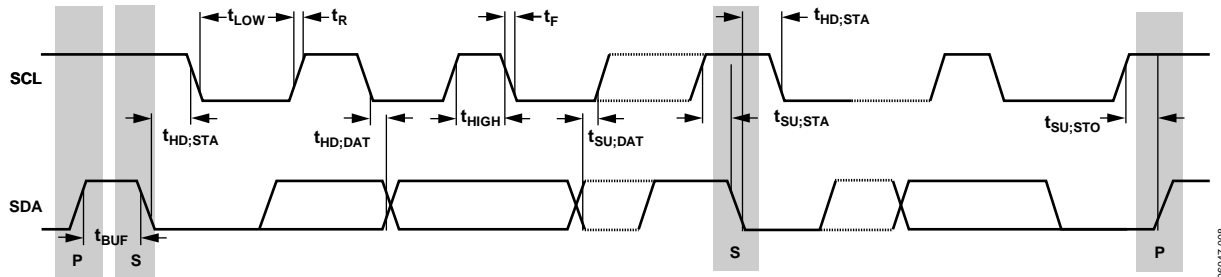 tLOW tR tF tHD;STA
SCL
tHD;STA tHD;DAT tHIGH tSU;DAT tSU;STA tSU;STO
SDA
tBUF
P S S P